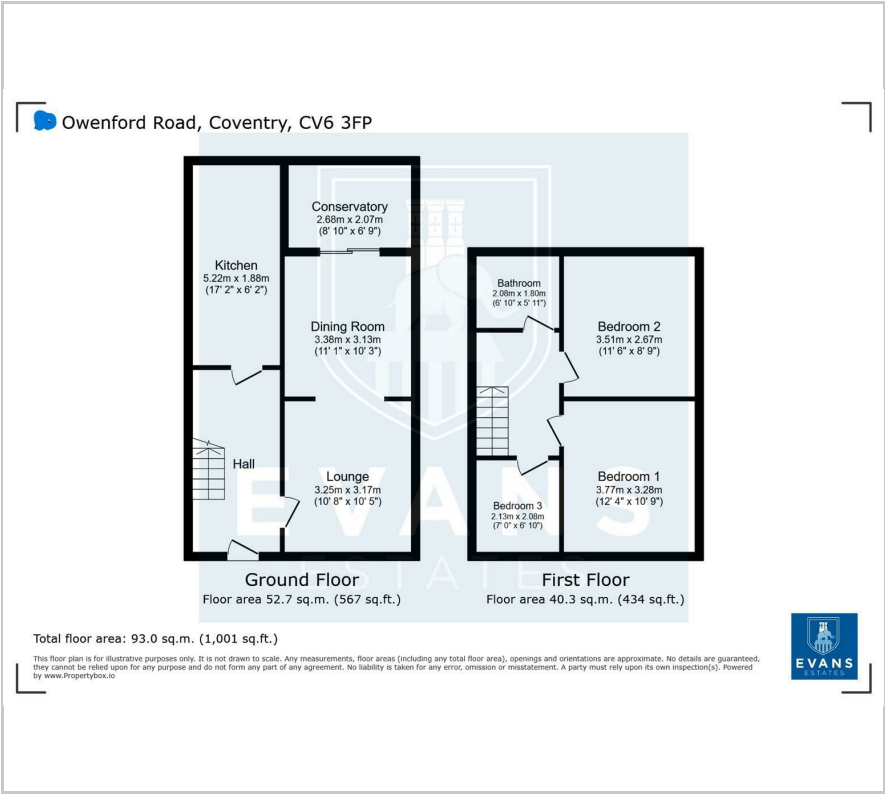 Owenford Road, Coventry, CV6 3FP
Conservatory
2.68m x 2.07m
(8' 10" x 6' 9")
Kitchen
5.22m x 1.88m
(17' 2" x 6' 2")
Dining Room
3.38m x 3.13m
(11' 1" x 10' 3")
Hall
Lounge
3.25m x 3.17m
(10' 8" x 10' 5")
Bathroom
2.08m x 1.80m
(6' 10" x 5' 11")
Bedroom 2
3.51m x 2.67m
(11' 6" x 8' 9")
Bedroom 1
3.77m x 3.28m
(12' 4" x 10' 9")
Bedroom 3
2.13m x 2.08m
(7' 0" x 6' 10")
EVANS
ESTATES
Ground Floor
Floor area 52.7 sq.m. (567 sq.ft.)
First Floor
Floor area 40.3 sq.m. (434 sq.ft.)
Total floor area: 93.0 sq.m. (1,001 sq.ft.)
This floor plan is for illustrative purposes only. It is not drawn to scale. Any measurements, floor areas (including any total floor area), openings and orientations are approximate. No details are guaranteed,
they cannot be relied upon for any purpose and do not form any part of any agreement. No liability is taken for any error, omission or misstatement. A party must rely upon its own inspection(s). Powered
by www.Propertybox.io
EVANS
ESTATES